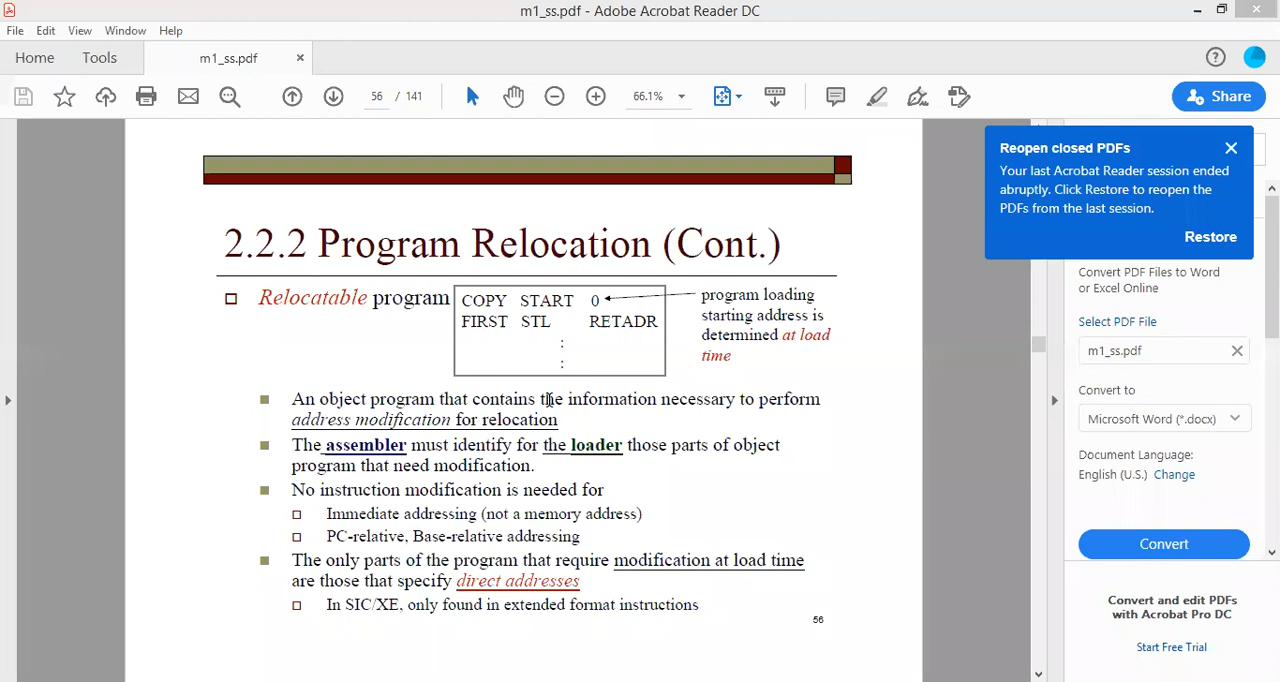 m1_ss.pdf - Adobe Acrobat Reader DC
File Edit View Window Help
Home Tools m1_ss.pdf ×
56 / 141 66.1% Share
Reopen closed PDFs
Your last Acrobat Reader session ended
abruptly. Click Restore to reopen the
PDFs from the last session.
Restore
2.2.2 Program Relocation (Cont.)
Relocatable program
COPY START 0
FIRST STL RETADR
:
:
program loading
starting address is
determined at load
time
An object program that contains the information necessary to perform
address modification for relocation
The assembler must identify for the loader those parts of object
program that need modification.
No instruction modification is needed for
Immediate addressing (not a memory address)
PC-relative, Base-relative addressing
The only parts of the program that require modification at load time
are those that specify direct addresses
In SIC/XE, only found in extended format instructions
56
Convert PDF Files to Word
or Excel Online
Select PDF File
m1_ss.pdf
Convert to
Microsoft Word (*.docx)
Document Language:
English (U.S.) Change
Convert
Convert and edit PDFs
with Acrobat Pro DC
Start Free Trial